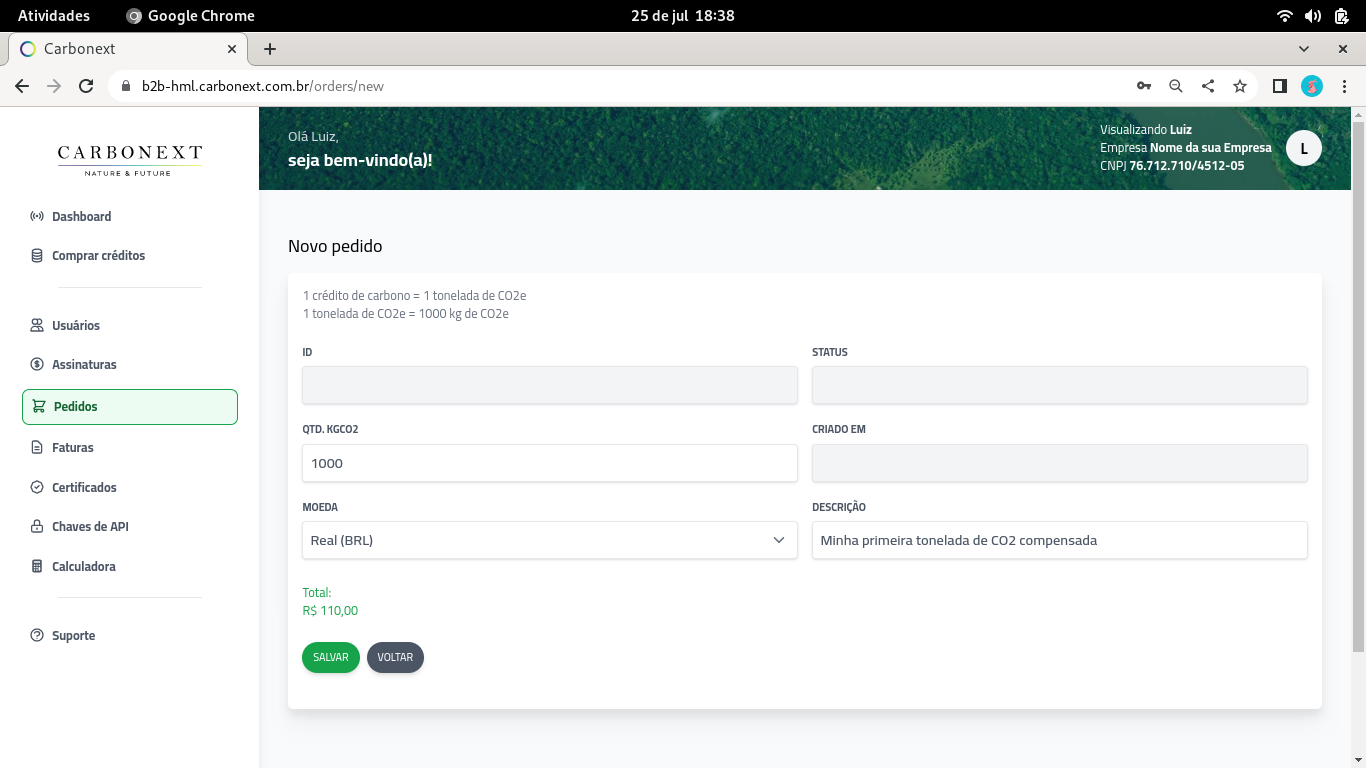 Atividades
Google Chrome
25 de jul 18:38
Carbonext
b2b-hml.carbonext.com.br/orders/new
CARBONEXT
NATURE & FUTURE
Dashboard
Comprar créditos
Usuários
Assinaturas
Pedidos
Faturas
Certificados
Chaves de API
Calculadora
Suporte
Olá Luiz,
seja bem-vindo(a)!
Visualizando Luiz
Empresa Nome da sua Empresa
CNPJ 76.712.710/4512-05
L
Novo pedido
1 crédito de carbono = 1 tonelada de CO2e
1 tonelada de CO2e = 1000 kg de CO2e
ID
STATUS
QTD. KGCO2
CRIADO EM
1000
MOEDA
DESCRIÇÃO
Real (BRL)
Minha primeira tonelada de CO2 compensada
Total:
R$ 110,00
SALVAR
VOLTAR